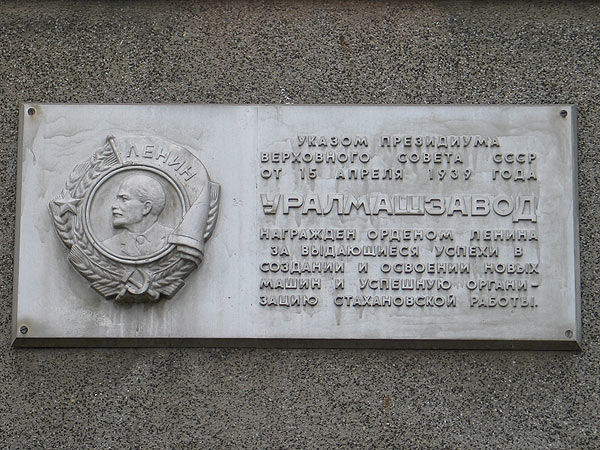 ЛЕНИН
УКАЗОМ ПРЕЗИДИУМА
ВЕРХОВНОГО СОВЕТА СССР
ОТ 15 АПРЕЛЯ 1939 ГОДА
УРАЛМАШЗАВОД
НАГРАЖДЕН ОРДЕНОМ ЛЕНИНА
ЗА ВЫДАЮЩИЕСЯ УСПЕХИ В
СОЗДАНИИ И ОСВОЕНИИ НОВЫХ
МАШИН И УСПЕШНУЮ ОРГАНИ-
ЗАЦИЮ СТАХАНОВСКОЙ РАБОТЫ.